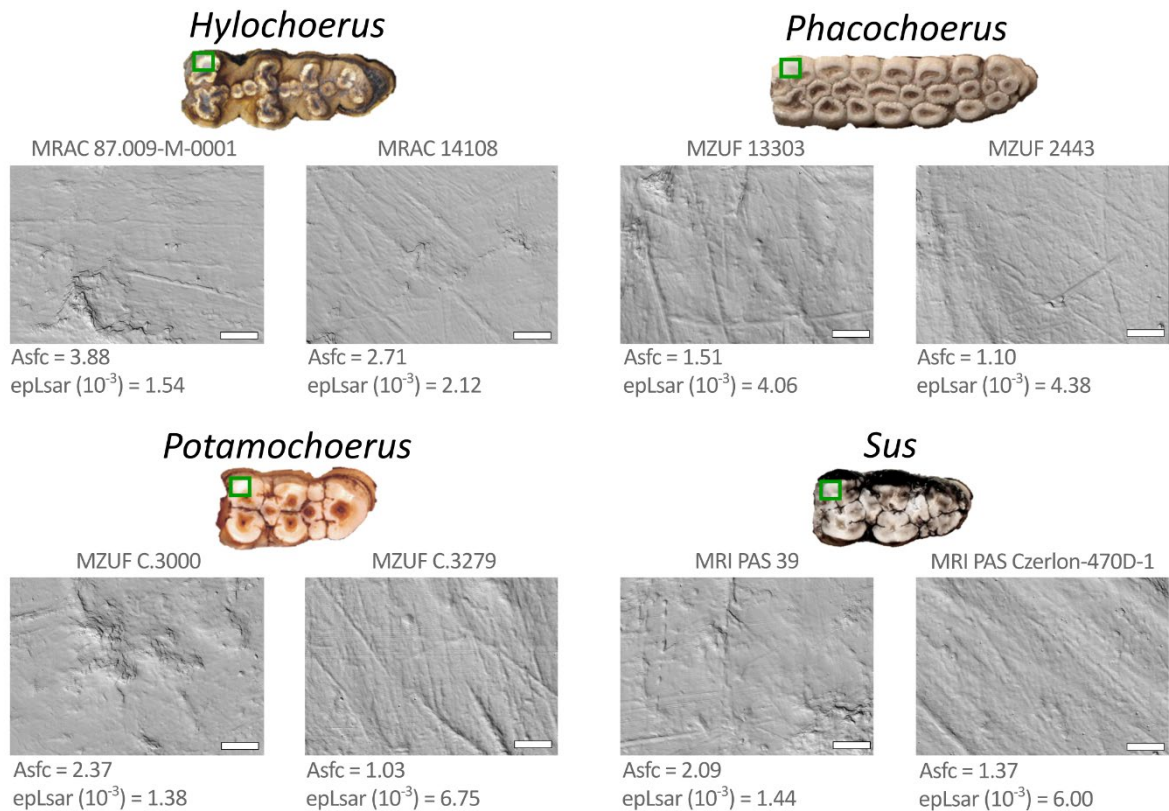 Hylochoerus
MRAC 87.009-M-0001
MRAC 14108
Asfc = 3.88
epLsar (10⁻³) = 1.54
Asfc = 2.71
epLsar (10⁻³) = 2.12
Phacochoerus
MZUF 13303
MZUF 2443
Asfc = 1.51
epLsar (10⁻³) = 4.06
Asfc = 1.10
epLsar (10⁻³) = 4.38
Potamochoerus
MZUF C.3000
MZUF C.3279
Asfc = 2.37
epLsar (10⁻³) = 1.38
Asfc = 1.03
epLsar (10⁻³) = 6.75
Sus
MRI PAS 39
MRI PAS Czerlon-470D-1
Asfc = 2.09
epLsar (10⁻³) = 1.44
Asfc = 1.37
epLsar (10⁻³) = 6.00